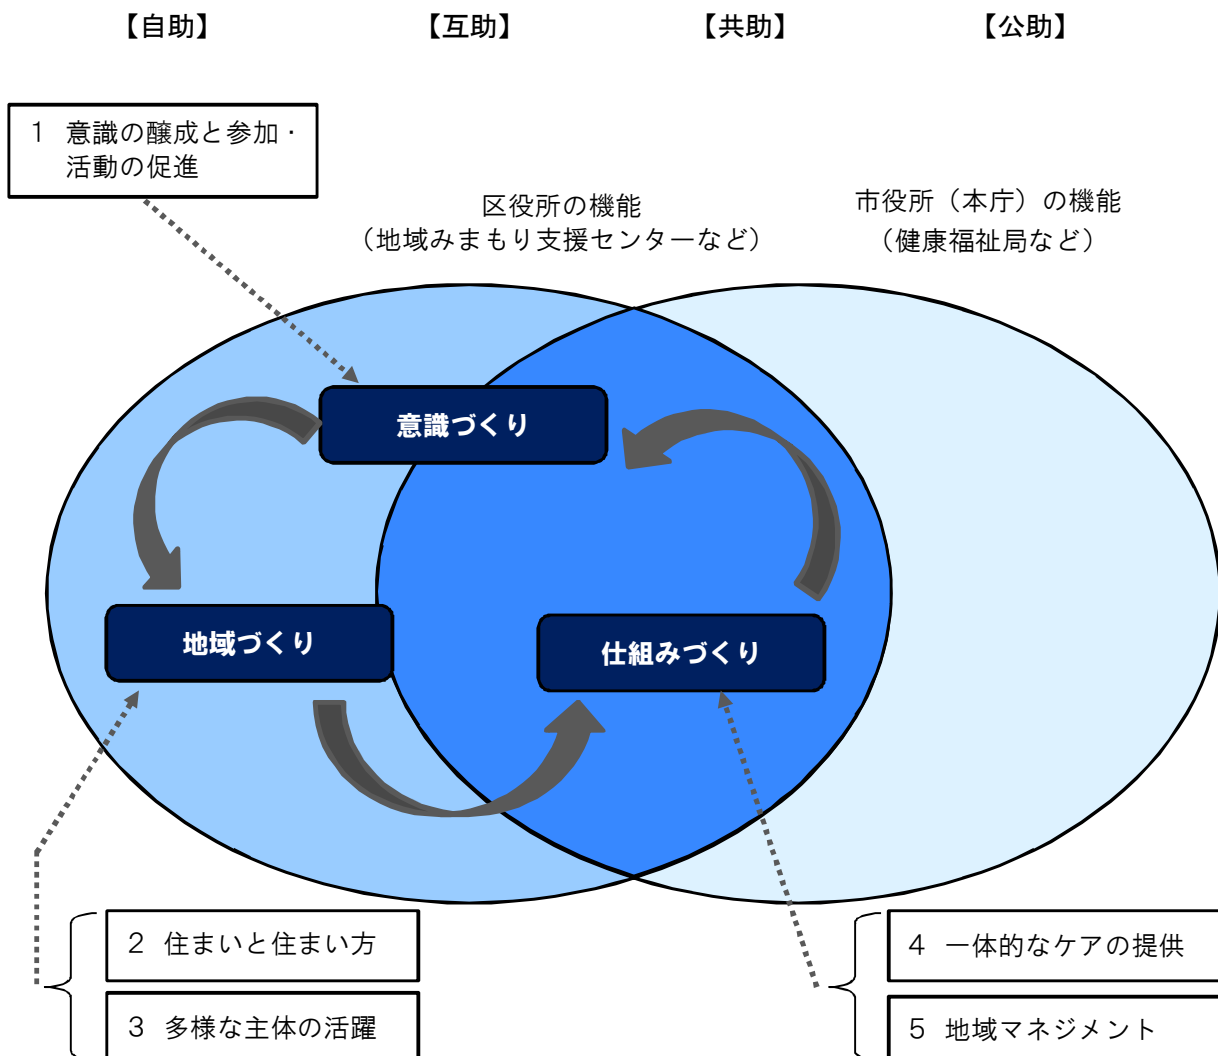 【自助】 【互助】 【共助】 【公助】
1 意識の醸成と参加・
活動の促進
区役所の機能
（地域みまもり支援センターなど）
市役所（本庁）の機能
（健康福祉局など）
意識づくり
地域づくり
仕組みづくり
2 住まいと住まい方
3 多様な主体の活躍
4 一体的なケアの提供
5 地域マネジメント